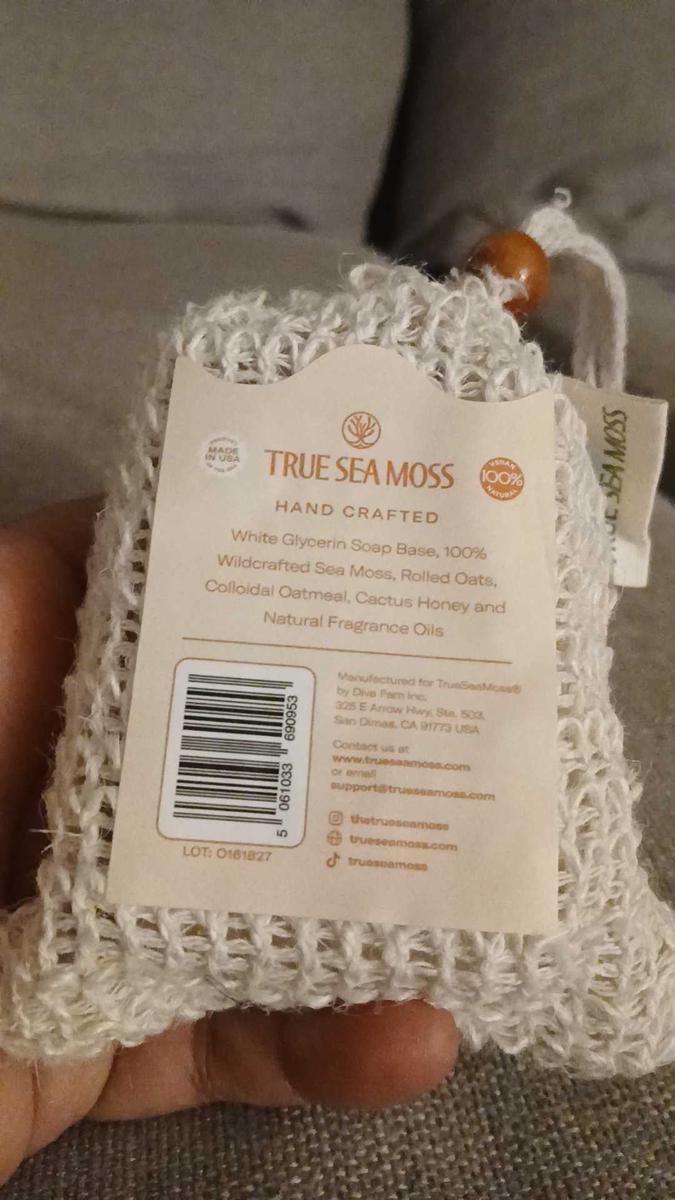 MADE
IN USA
TRUE SEA MOSS
VEGAN
100%
NATURAL
HAND CRAFTED
White Glycerin Soap Base, 100%
Wildcrafted Sea Moss, Rolled Oats,
Colloidal Oatmeal, Cactus Honey and
Natural Fragrance Oils
5 061033 690953
LOT: 0161827
Manufactured for TrueSeaMoss®
by Diva Fam Inc.
328 E Arrow Hwy, Ste. 503,
San Dimas, CA 91773 USA
Contact us at
www.trueseamoss.com
or email
support@trueseamoss.com
thetrueseamoss
trueseamoss.com
trueseamoss
SEA MOSS